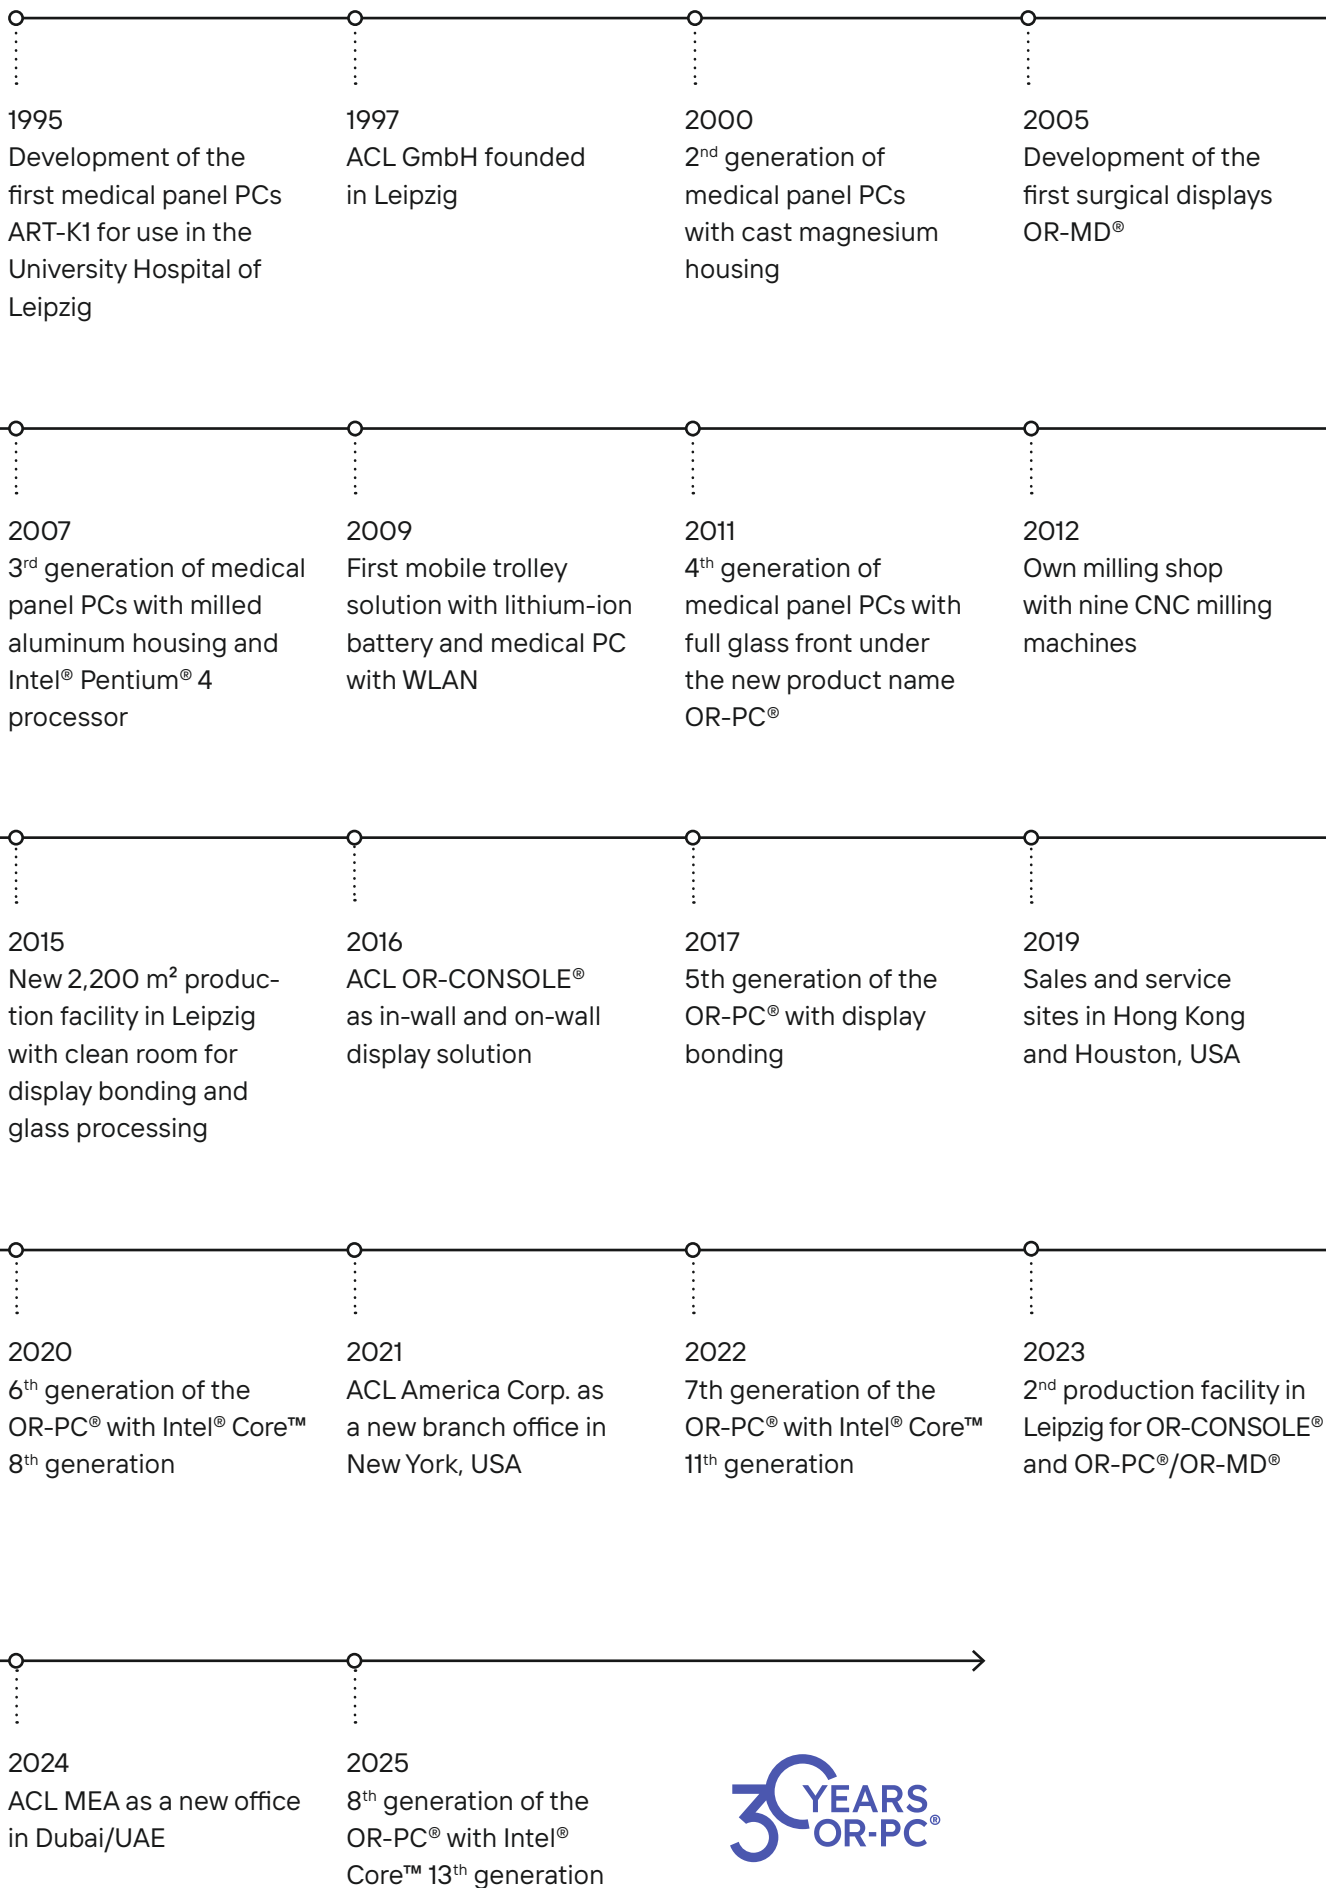 1995
Development of the
first medical panel PCs
ART-K1 for use in the
University Hospital of
Leipzig
1997
ACL GmbH founded
in Leipzig
2000
2nd generation of
medical panel PCs
with cast magnesium
housing
2005
Development of the
first surgical displays
OR-MD®
2007
3rd generation of medical
panel PCs with milled
aluminum housing and
Intel® Pentium® 4
processor
2009
First mobile trolley
solution with lithium-ion
battery and medical PC
with WLAN
2011
4th generation of
medical panel PCs with
full glass front under
the new product name
OR-PC®
2012
Own milling shop
with nine CNC milling
machines
2015
New 2,200 m² produc-
tion facility in Leipzig
with clean room for
display bonding and
glass processing
2016
ACL OR-CONSOLE®
as in-wall and on-wall
display solution
2017
5th generation of the
OR-PC® with display
bonding
2019
Sales and service
sites in Hong Kong
and Houston, USA
2020
6th generation of the
OR-PC® with Intel® Core™
8th generation
2021
ACL America Corp. as
a new branch office in
New York, USA
2022
7th generation of the
OR-PC® with Intel® Core™
11th generation
2023
2nd production facility in
Leipzig for OR-CONSOLE®
and OR-PC®/OR-MD®
2024
ACL MEA as a new office
in Dubai/UAE
2025
8th generation of the
OR-PC® with Intel®
Core™ 13th generation
30 YEARS
OR-PC®